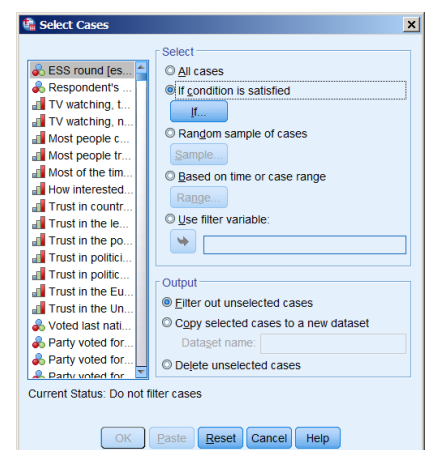 Select Cases
ESS round [es...
Respondent's ...
TV watching, t...
TV watching, n...
Most people c...
Most people tr...
Most of the tim...
How interested...
Trust in countr...
Trust in the le...
Trust in the po...
Trust in politici...
Trust in politic...
Trust in the Eu...
Trust in the Un...
Voted last nati...
Party voted for...
Party voted for...
Party voted for
Select
All cases
If condition is satisfied
If...
Random sample of cases
Sample...
Based on time or case range
Range...
Use filter variable:
Output
Filter out unselected cases
Copy selected cases to a new dataset
Dataset name:
Delete unselected cases
Current Status: Do not filter cases
OK Paste Reset Cancel Help